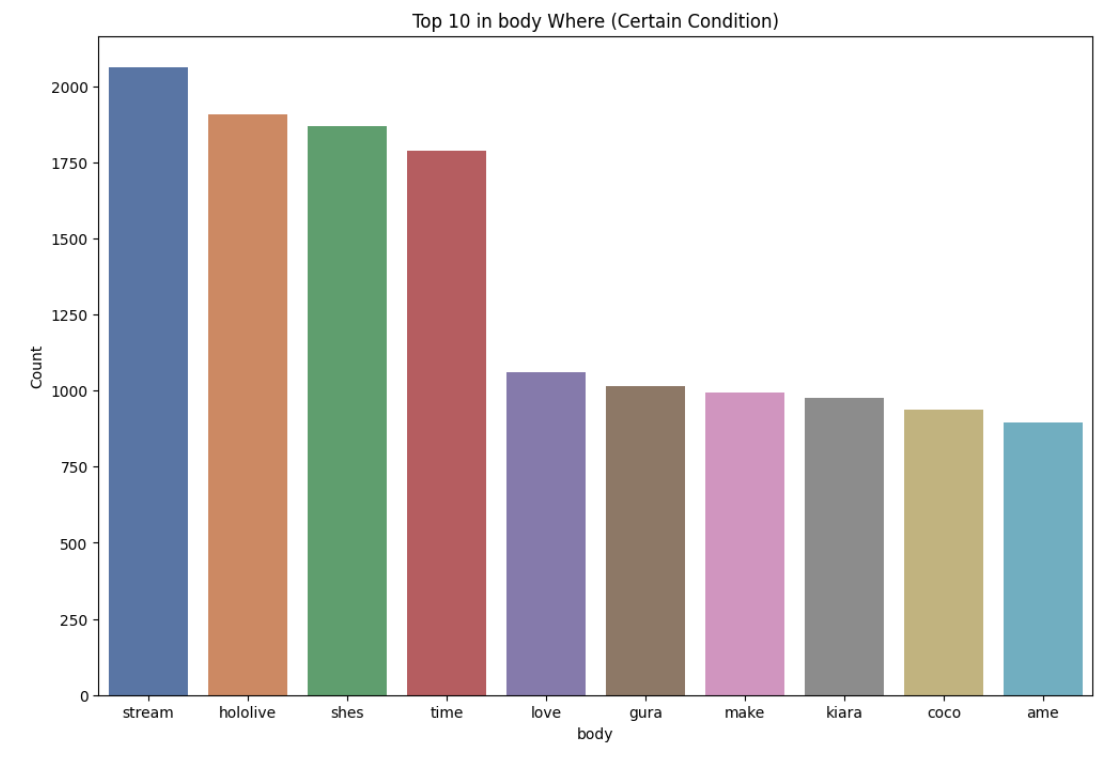 Top 10 in body Where (Certain Condition)
Count
2000
1750
1500
1250
1000
750
500
250
0
stream hololive shes time love gura make kiara coco ame
body